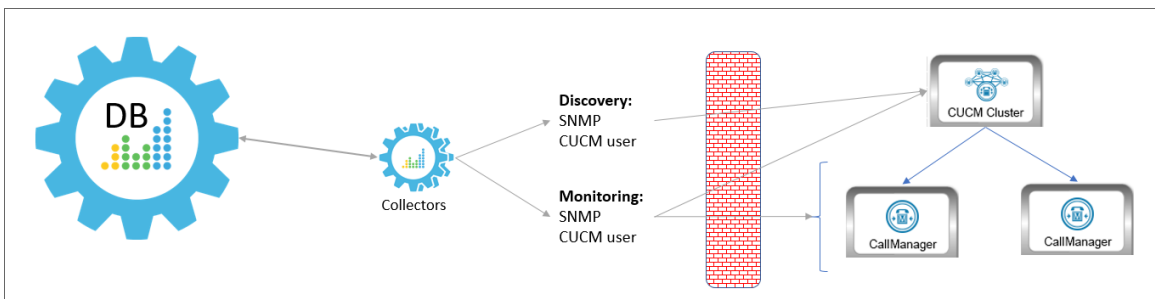 DB
Collectors
Discovery:
SNMP
CUCM user
Monitoring:
SNMP
CUCM user
CUCM Cluster
CallManager
CallManager